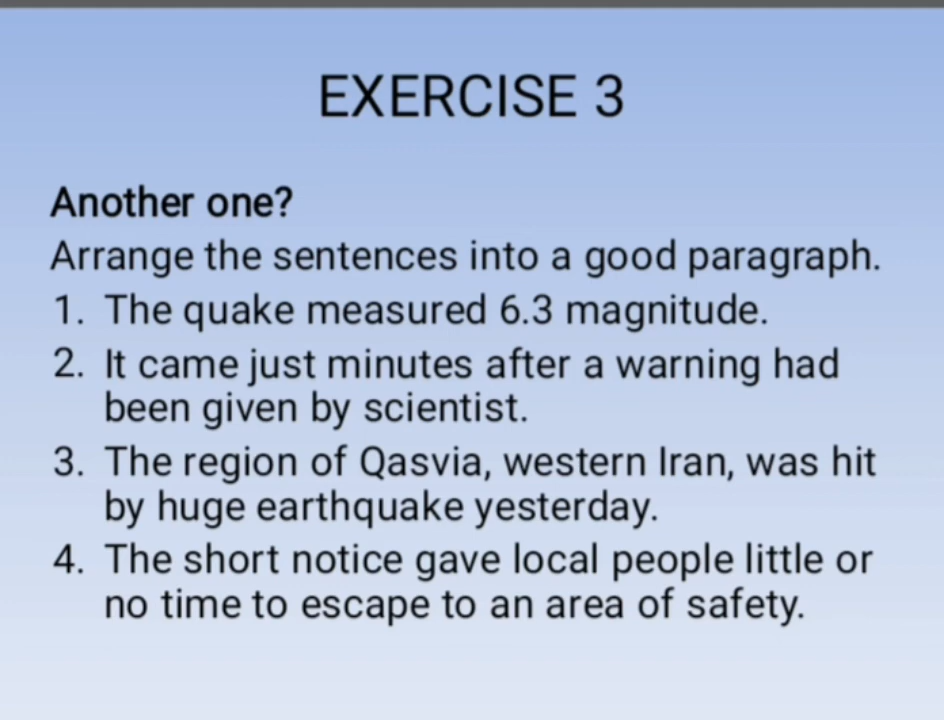 EXERCISE 3
Another one?
Arrange the sentences into a good paragraph.
1. The quake measured 6.3 magnitude.
2. It came just minutes after a warning had
been given by scientist.
3. The region of Qasvia, western Iran, was hit
by huge earthquake yesterday.
4. The short notice gave local people little or
no time to escape to an area of safety.